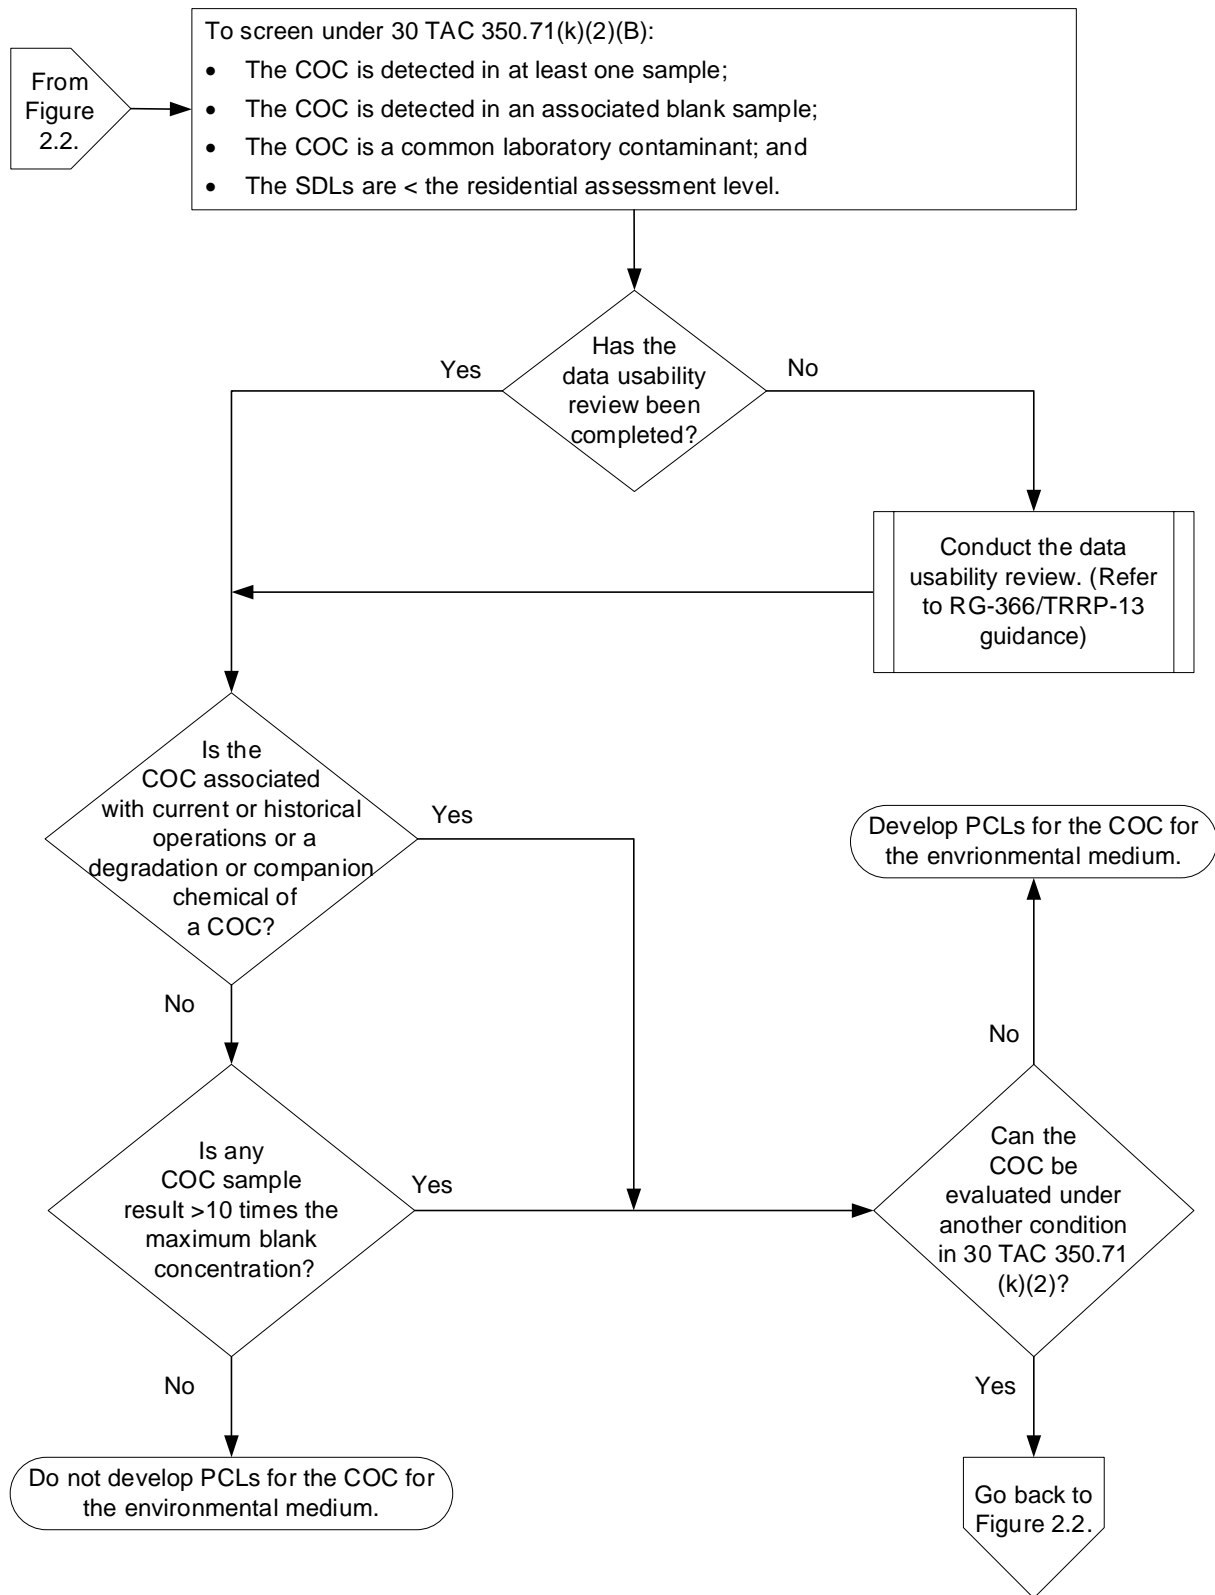 From
Figure
2.2.
To screen under 30 TAC 350.71(k)(2)(B):
• The COC is detected in at least one sample;
• The COC is detected in an associated blank sample;
• The COC is a common laboratory contaminant; and
• The SDLs are < the residential assessment level.
Has the
data usability
review been
completed?
Yes
No
Conduct the data
usability review. (Refer
to RG-366/TRRP-13
guidance)
Is the
COC associated
with current or historical
operations or a
degradation or companion
chemical of
a COC?
Yes
No
Develop PCLs for the COC for
the envrionmental medium.
No
Is any
COC sample
result >10 times the
maximum blank
concentration?
Yes
No
Can the
COC be
evaluated under
another condition
in 30 TAC 350.71
(k)(2)?
Yes
Do not develop PCLs for the COC for
the environmental medium.
Go back to
Figure 2.2.